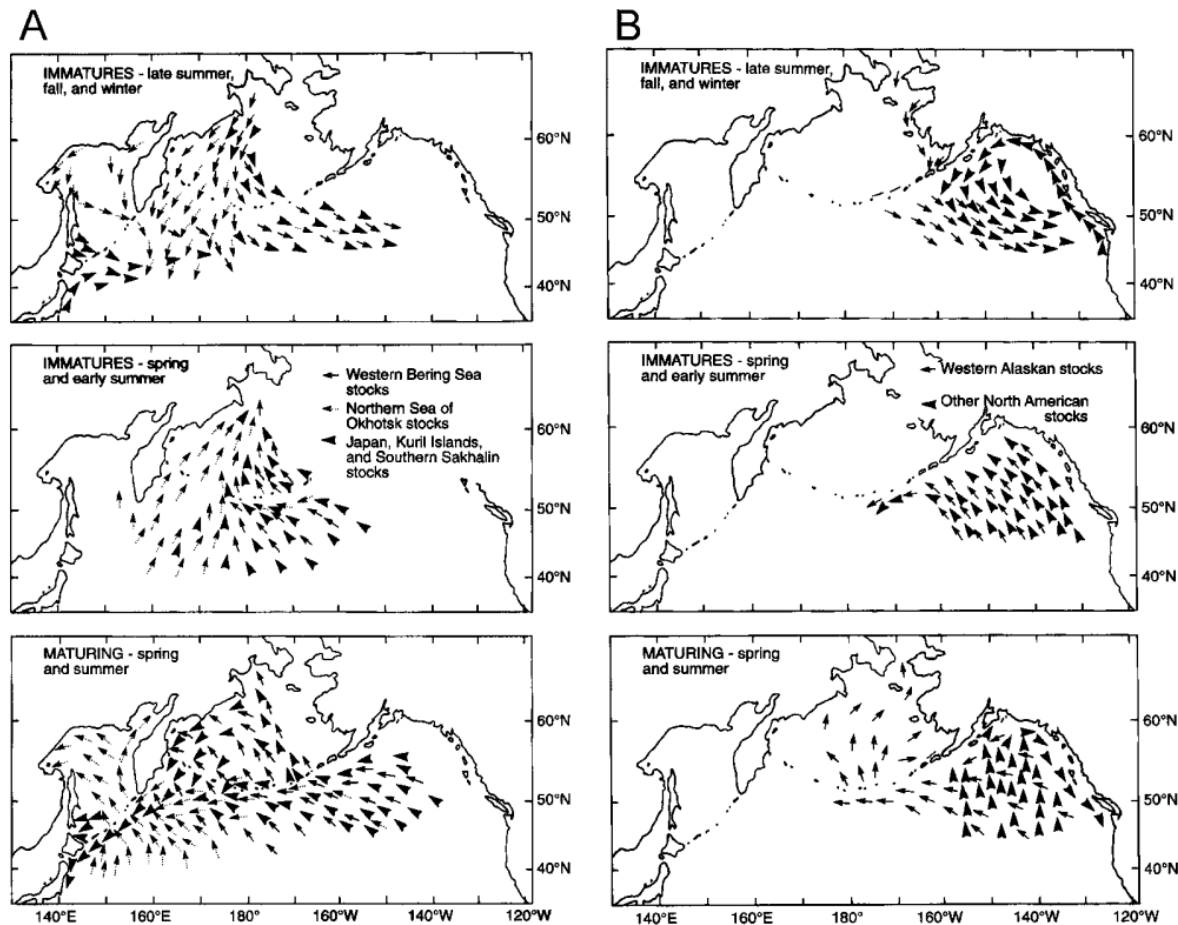 A
IMMATURES - late summer,
fall, and winter
60°N
50°N
40°N
IMMATURES - spring
and early summer
Western Bering Sea
stocks
Northern Sea of
Okhotsk stocks
Japan, Kuril Islands,
and Southern Sakhalin
stocks
60°N
50°N
40°N
MATURING - spring
and summer
60°N
50°N
40°N
140°E 160°E 180° 160°W 140°W 120°W
B
IMMATURES - late summer,
fall, and winter
60°N
50°N
40°N
IMMATURES - spring
and early summer
Western Alaskan stocks
Other North American
stocks
60°N
50°N
40°N
MATURING - spring
and summer
60°N
50°N
40°N
140°E 160°E 180° 160°W 140°W 120°W